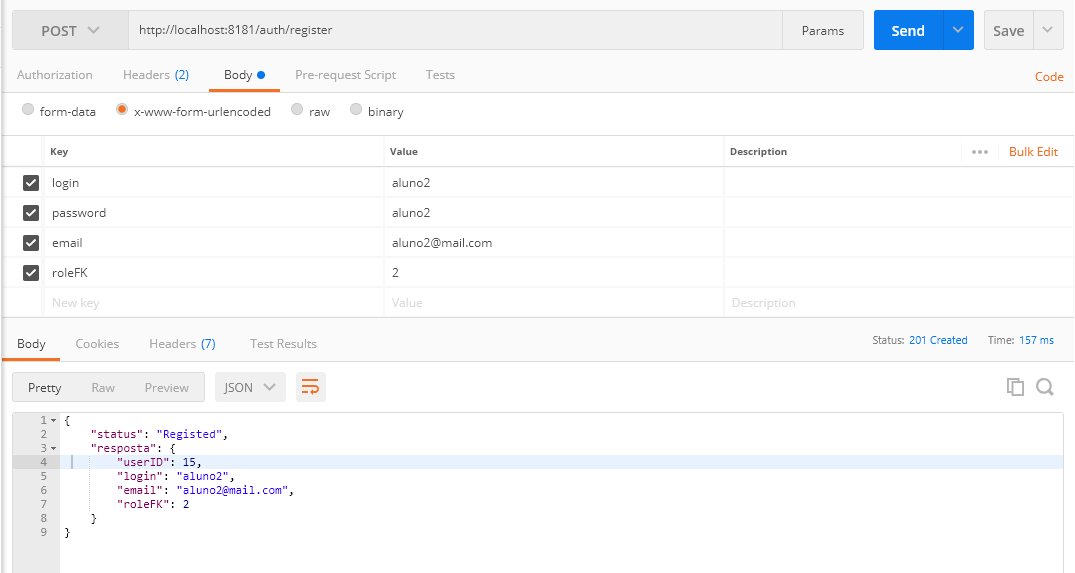 POST http://localhost:8181/auth/register Params Send Save
Authorization Headers (2) Body Pre-request Script Tests Code
form-data x-www-form-urlencoded raw binary
Key Value Description ••• Bulk Edit
login aluno2
password aluno2
email aluno2@mail.com
roleFK 2
New key Value Description
Body Cookies Headers (7) Test Results Status: 201 Created Time: 157 ms
Pretty Raw Preview JSON
1 {
2 "status": "Registed",
3 "resposta": {
4 "userID": 15,
5 "login": "aluno2",
6 "email": "aluno2@mail.com",
7 "roleFK": 2
8 }
9 }